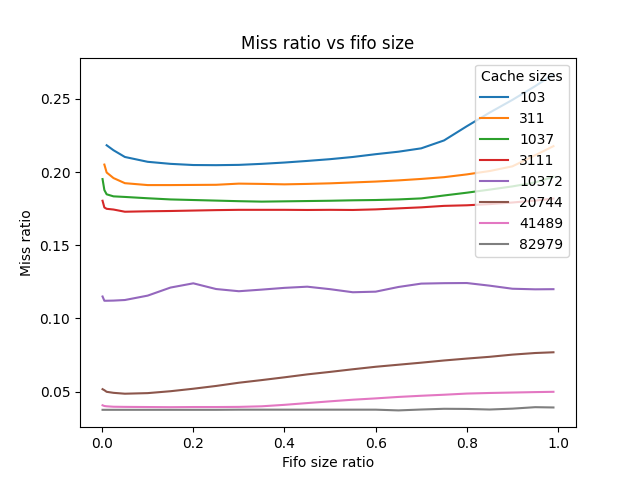 Miss ratio vs fifo size
Cache sizes
103
311
1037
3111
10372
20744
41489
82979
0.25
0.20
0.15
0.10
0.05
Miss ratio
0.0 0.2 0.4 0.6 0.8 1.0
Fifo size ratio